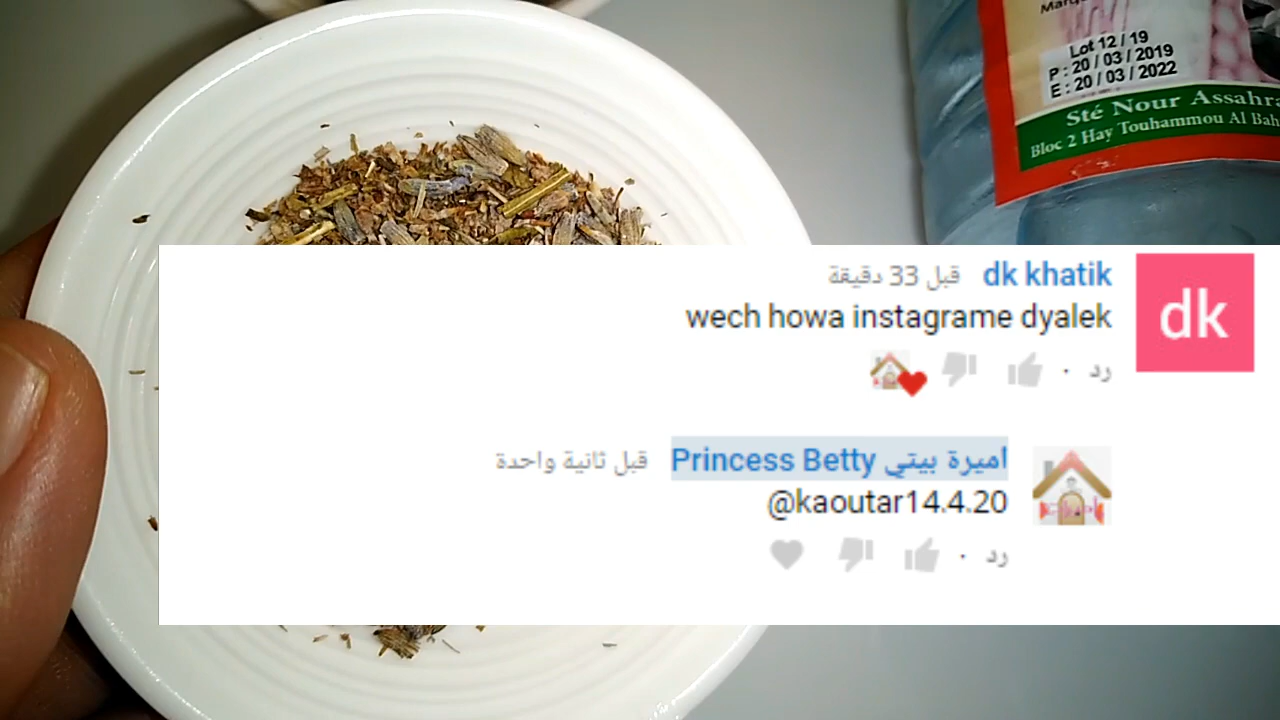 Lot 12 / 19
P : 20 / 03 / 2019
E : 20 / 03 / 2022
Sté Nour
Bloc 2 Hay Touhammou Al
dk khatik قبل 33 دقيقة
wech howa instagrame dyalek
رد
اميرة بيتي Princess Betty قبل ثانية واحدة
@kaoutar14.4.20
رد
dk